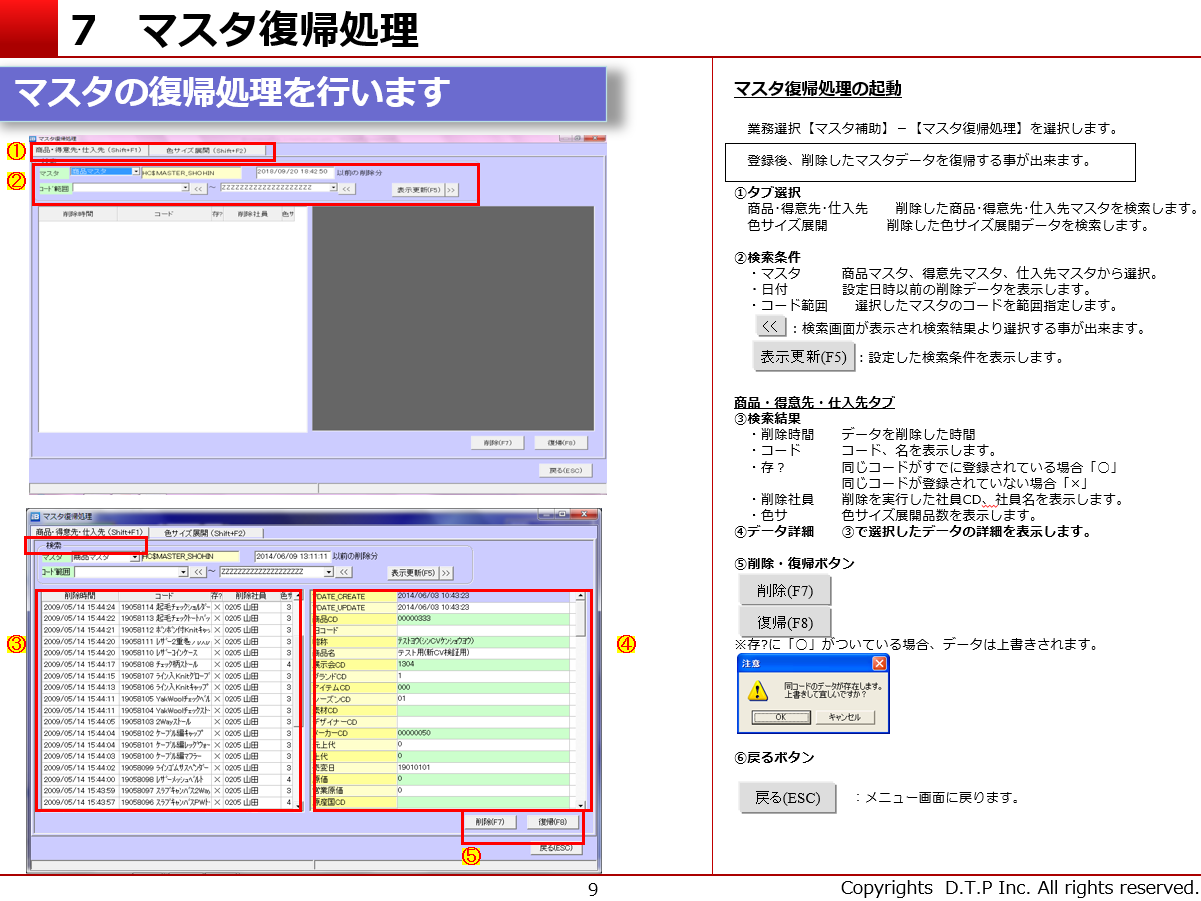 7 マスタ復帰処理
マスタの復帰処理を行います
①
②
マスタ復帰処理
商品・得意先・仕入先(Shift+F1) 色サイズ展開(Shift+F2)
マスタ 商品マスタ HC$MASTER_SHOHIN 2018/09/20 18:42:50 以前の削除分
コード範囲 << ～ ZZZZZZZZZZZZZZZZZZZZ << 表示更新(F5) >>
削除時間 コード 存? 削除社員 色サ
削除(F7) 復帰(F8)
戻る(ESC)
マスタ復帰処理
商品・得意先・仕入先(Shift+F1) 色サイズ展開(Shift+F2)
検索
マスタ 商品マスタ HC$MASTER_SHOHIN 2014/06/09 13:11:11 以前の削除分
コード範囲 << ～ ZZZZZZZZZZZZZZZZZZZZ << 表示更新(F5) >>
③
④
削除時間 コード 存? 削除社員 色サ
2009/05/14 15:44:24 19058114 起毛チェックショルダー × 0205 山田 3
2009/05/14 15:44:22 19058113 起毛チェックトートバッ × 0205 山田 3
2009/05/14 15:44:21 19058112 ボンボン付Knitキャッ × 0205 山田 3
2009/05/14 15:44:20 19058111 × 0205 山田 3
2009/05/14 15:44:20 19058110 レザーコインケース × 0205 山田 3
2009/05/14 15:44:17 19058108 チェック柄ストール × 0205 山田 4
2009/05/14 15:44:15 19058107 ライン入Knitグローブ × 0205 山田 3
2009/05/14 15:44:13 19058106 ライン入Knitキャップ × 0205 山田 3
2009/05/14 15:44:11 19058105 YakWoolチェックベル × 0205 山田 3
2009/05/14 15:44:11 19058104 YakWoolチェックスト × 0205 山田 3
2009/05/14 15:44:05 19058103 2Wayストール × 0205 山田 3
2009/05/14 15:44:04 19058102 ケーブル編キャップ × 0205 山田 3
2009/05/14 15:44:04 19058101 ケーブル編レッグウォー × 0205 山田 3
2009/05/14 15:44:03 19058100 ケーブル編マフラー × 0205 山田 3
2009/05/14 15:44:02 19058099 ラインゴムサスペンダー × 0205 山田 3
2009/05/14 15:44:00 19058098 レザーメッシュベルト × 0205 山田 4
2009/05/14 15:43:59 19058097 スラブキャンバス2Way × 0205 山田 3
2009/05/14 15:43:57 19058096 スラブキャンバスPWト × 0205 山田 4
YDATE_CREATE 2014/06/03 10:43:23
YDATE_UPDATE 2014/06/03 10:43:23
商品CD 00000333
旧コード
略称 テストヨウ(シンCVケンショウヨウ)
商品名 テスト用(新CV検証用)
展示会CD 1304
ブランドCD 1
アイテムCD 000
シーズンCD 01
素材CD
デザイナーCD
メーカーCD 00000050
元上代 0
上代 0
売変日 19010101
原価 0
営業原価 0
原産国CD
削除(F7) 復帰(F8)
⑤
戻る(ESC)
マスタ復帰処理の起動
業務選択【マスタ補助】－【マスタ復帰処理】を選択します。
登録後、削除したマスタデータを復帰する事が出来ます。
①タブ選択
商品･得意先･仕入先 削除した商品･得意先･仕入先マスタを検索します。
色サイズ展開 削除した色サイズ展開データを検索します。
②検索条件
・マスタ 商品マスタ、得意先マスタ、仕入先マスタから選択。
・日付 設定日時以前の削除データを表示します。
・コード範囲 選択したマスタのコードを範囲指定します。
<< ：検索画面が表示され検索結果より選択する事が出来ます。
表示更新(F5) ：設定した検索条件を表示します。
商品・得意先・仕入先タブ
③検索結果
・削除時間 データを削除した時間
・コード コード、名を表示します。
・存？ 同じコードがすでに登録されている場合「○」
同じコードが登録されていない場合「×」
・削除社員 削除を実行した社員CD、社員名を表示します。
・色サ 色サイズ展開品数を表示します。
④データ詳細 ③で選択したデータの詳細を表示します。
⑤削除・復帰ボタン
削除(F7)
復帰(F8)
※存?に「○」がついている場合、データは上書きされます。
注意
同コードのデータが存在します。
上書きして宜しいですか？
OK キャンセル
⑥戻るボタン
戻る(ESC) ：メニュー画面に戻ります。
9
Copyrights D.T.P Inc. All rights reserved.